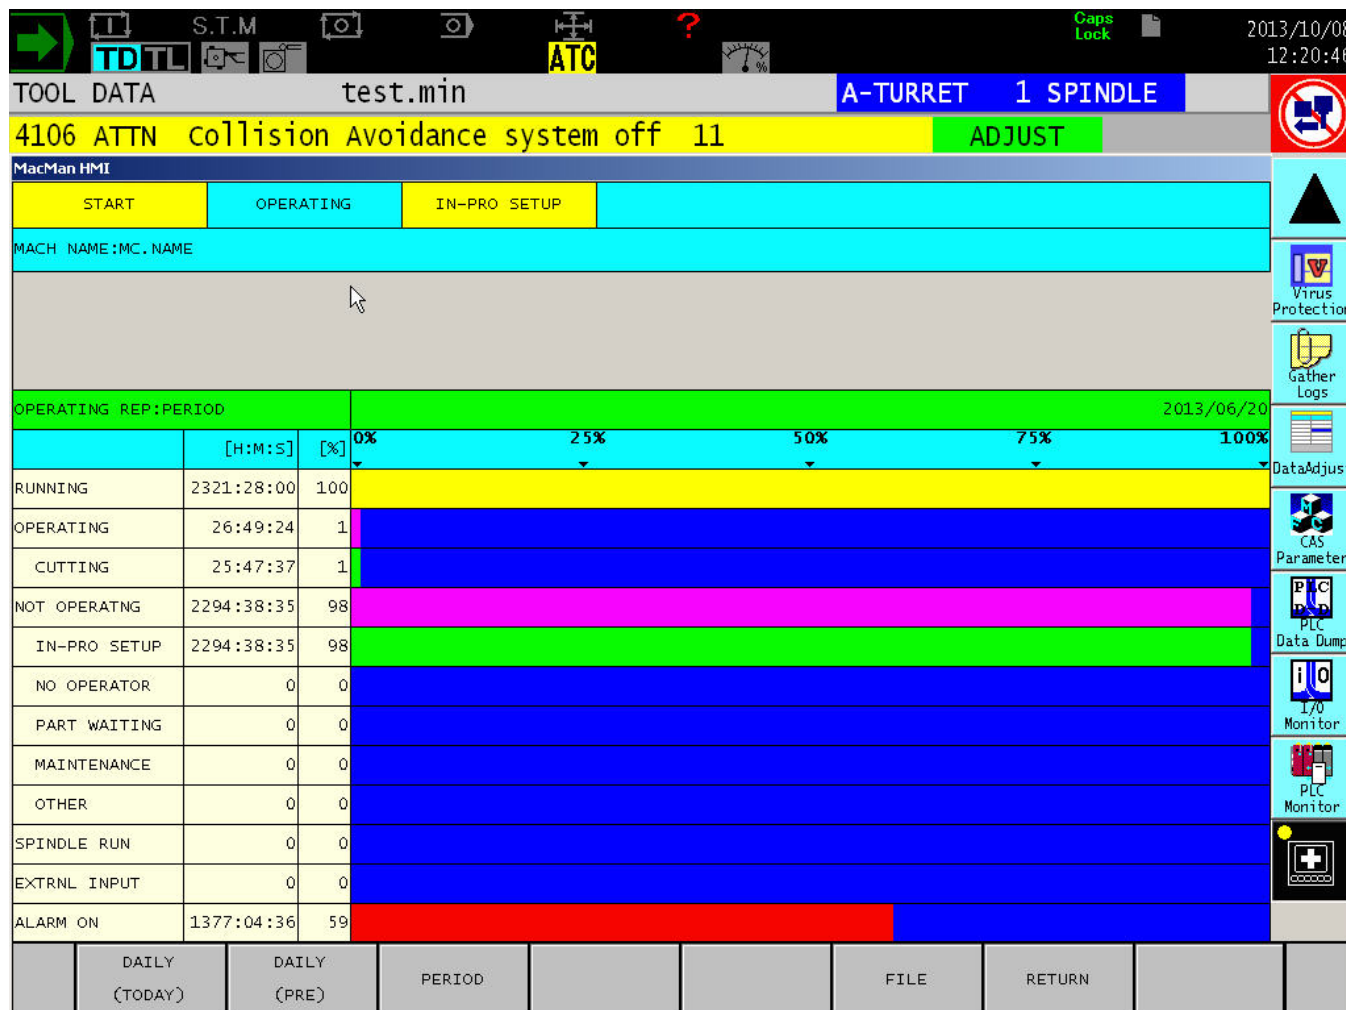 S.T.M
Caps
Lock
2013/10/08
12:20:46
TD TL
ATC
%
TOOL DATA test.min A-TURRET 1 SPINDLE
4106 ATTN Collision Avoidance system off 11 ADJUST
MacMan HMI
START OPERATING IN-PRO SETUP
MACH NAME:MC.NAME
OPERATING REP:PERIOD 2013/06/20
[H:M:S] [%] 0% 25% 50% 75% 100%
RUNNING 2321:28:00 100
OPERATING 26:49:24 1
CUTTING 25:47:37 1
NOT OPERATNG 2294:38:35 98
IN-PRO SETUP 2294:38:35 98
NO OPERATOR 0 0
PART WAITING 0 0
MAINTENANCE 0 0
OTHER 0 0
SPINDLE RUN 0 0
EXTRNL INPUT 0 0
ALARM ON 1377:04:36 59
V
Virus
Protection
Gather
Logs
DataAdjus
M
F C
CAS
Parameter
P L C
D D
PLC
Data Dump
i O
I/O
Monitor
PLC
Monitor
DAILY
(TODAY)
DAILY
(PRE)
PERIOD
FILE
RETURN